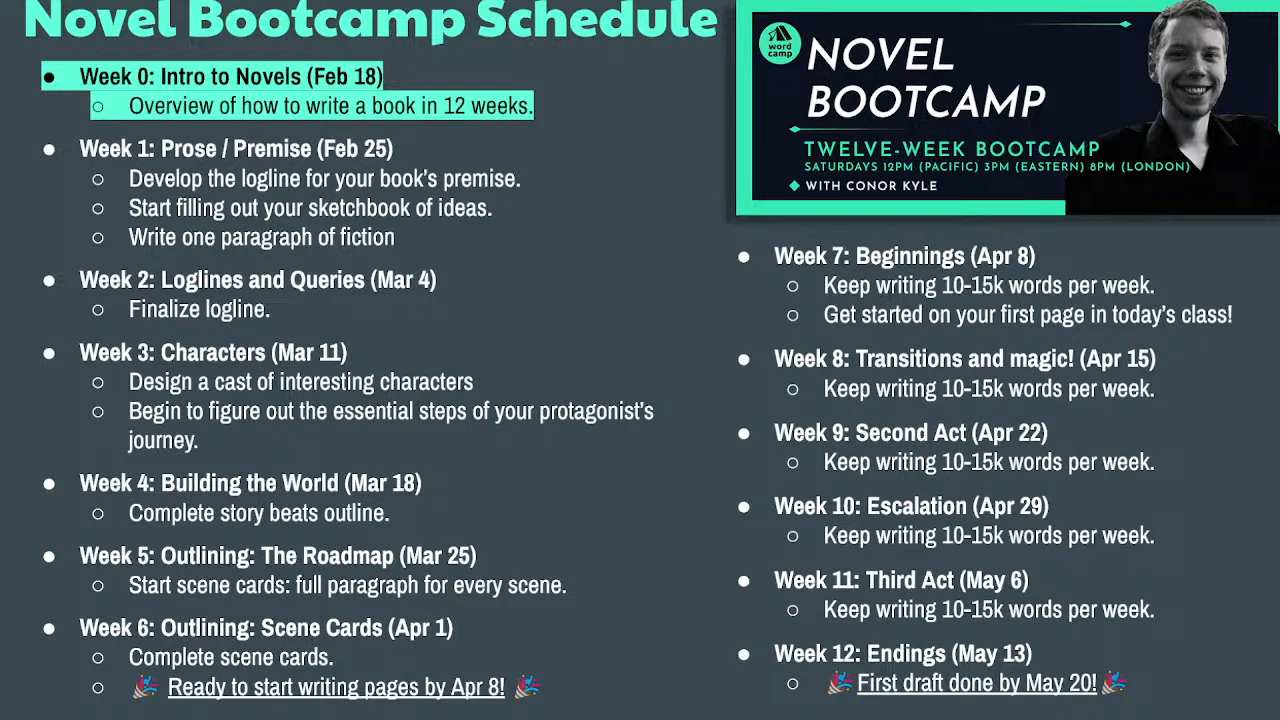 Novel Bootcamp Schedule
● Week 0: Intro to Novels (Feb 18)
○ Overview of how to write a book in 12 weeks.
● Week 1: Prose / Premise (Feb 25)
○ Develop the logline for your book’s premise.
○ Start filling out your sketchbook of ideas.
○ Write one paragraph of fiction
● Week 2: Loglines and Queries (Mar 4)
○ Finalize logline.
● Week 3: Characters (Mar 11)
○ Design a cast of interesting characters
○ Begin to figure out the essential steps of your protagonist’s
journey.
● Week 4: Building the World (Mar 18)
○ Complete story beats outline.
● Week 5: Outlining: The Roadmap (Mar 25)
○ Start scene cards: full paragraph for every scene.
● Week 6: Outlining: Scene Cards (Apr 1)
○ Complete scene cards.
○ 🎉 Ready to start writing pages by Apr 8! 🎉
word
camp
NOVEL
BOOTCAMP
TWELVE-WEEK BOOTCAMP
SATURDAYS 12PM (PACIFIC) 3PM (EASTERN) 8PM (LONDON)
◆ WITH CONOR KYLE
● Week 7: Beginnings (Apr 8)
○ Keep writing 10-15k words per week.
○ Get started on your first page in today’s class!
● Week 8: Transitions and magic! (Apr 15)
○ Keep writing 10-15k words per week.
● Week 9: Second Act (Apr 22)
○ Keep writing 10-15k words per week.
● Week 10: Escalation (Apr 29)
○ Keep writing 10-15k words per week.
● Week 11: Third Act (May 6)
○ Keep writing 10-15k words per week.
● Week 12: Endings (May 13)
○ 🎉 First draft done by May 20! 🎉